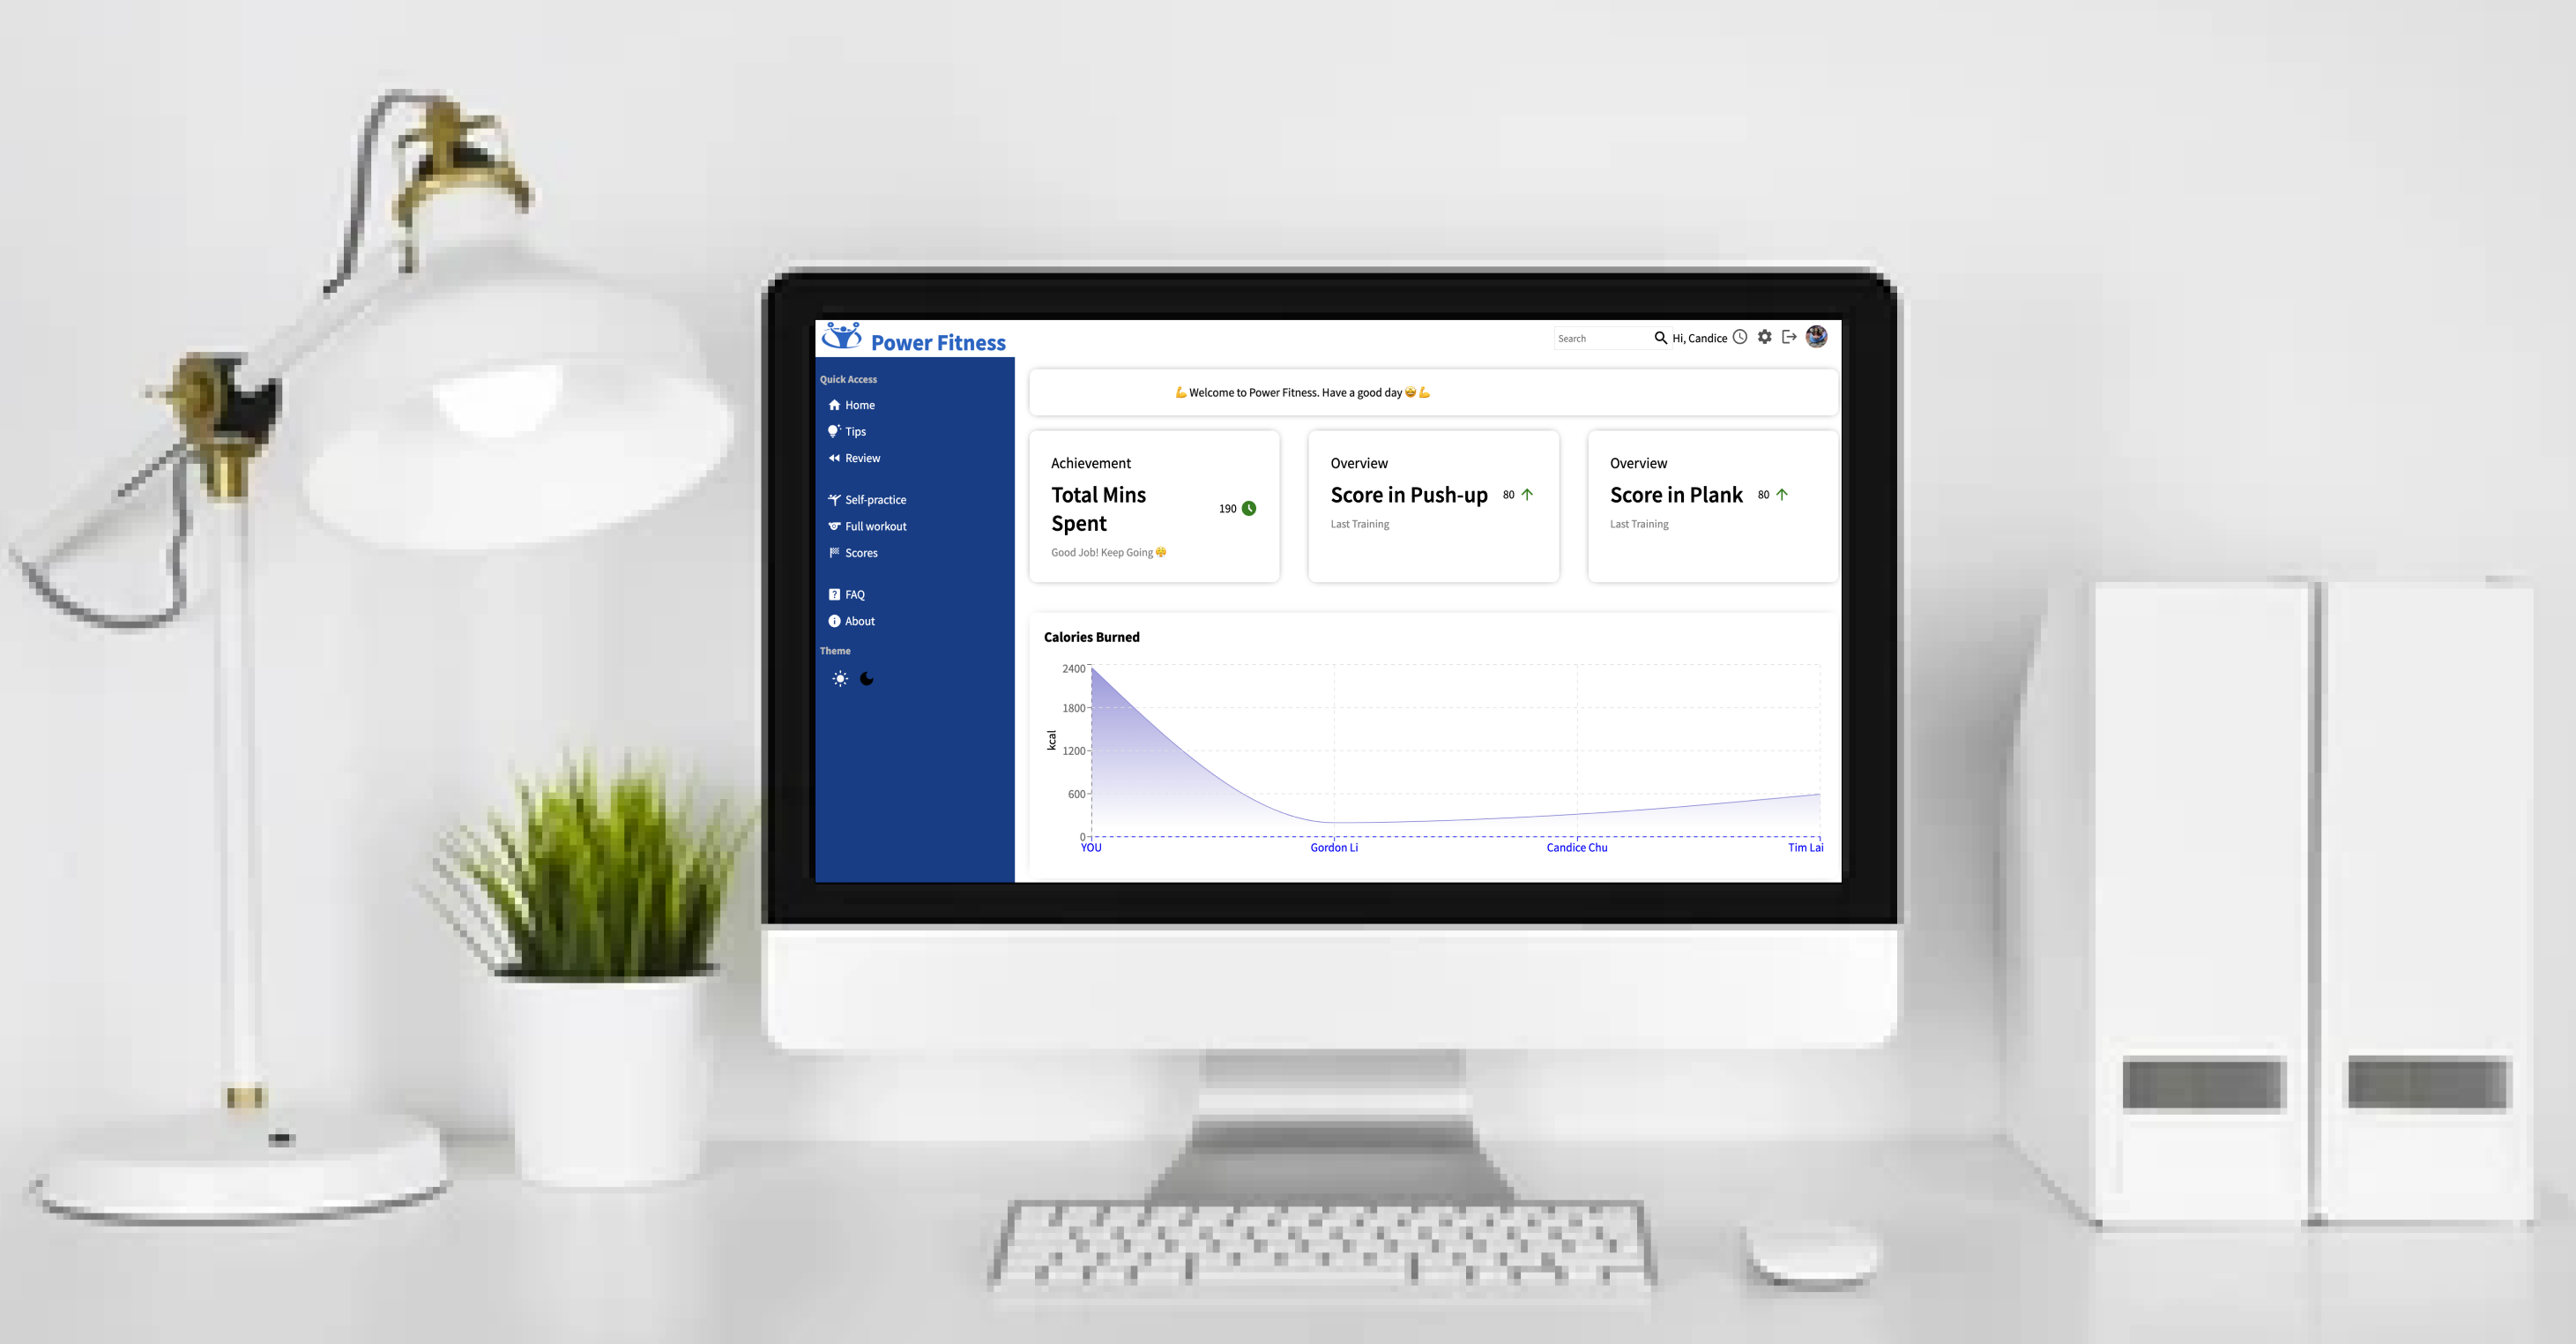 Power Fitness
Search
Hi, Candice
Quick Access
Home
Tips
Review
Self-practice
Full workout
Scores
FAQ
About
Theme
💪 Welcome to Power Fitness. Have a good day 🤩 💪
Achievement
Total Mins
Spent
190
Good Job! Keep Going 😤
Overview
Score in Push-up 80
Last Training
Overview
Score in Plank 80
Last Training
Calories Burned
kcal
2400
1800
1200
600
0
YOU
Gordon Li
Candice Chu
Tim Lai